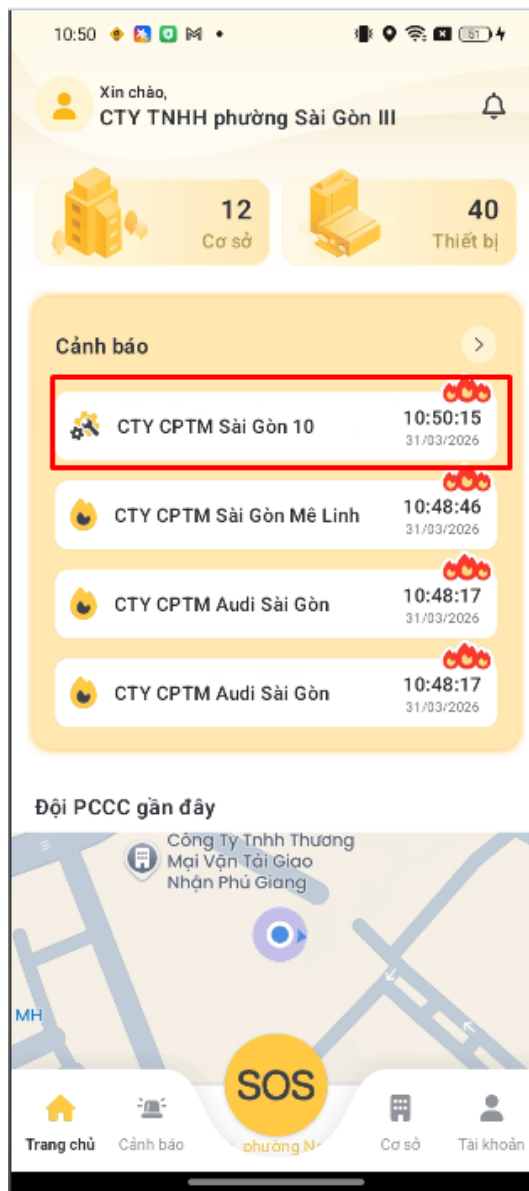 10:50
51
Xin chào,
CTY TNHH phường Sài Gòn III
12
Cơ sở
40
Thiết bị
Cảnh báo
CTY CPTM Sài Gòn 10
10:50:15
31/03/2026
CTY CPTM Sài Gòn Mê Linh
10:48:46
31/03/2026
CTY CPTM Audi Sài Gòn
10:48:17
31/03/2026
CTY CPTM Audi Sài Gòn
10:48:17
31/03/2026
Đội PCCC gần đây
Công Ty Tnhh Thương
Mại Vận Tải Giao
Nhận Phú Giang
MH
SOS
phường
Trang chủ
Cảnh báo
Cơ sở
Tài khoản